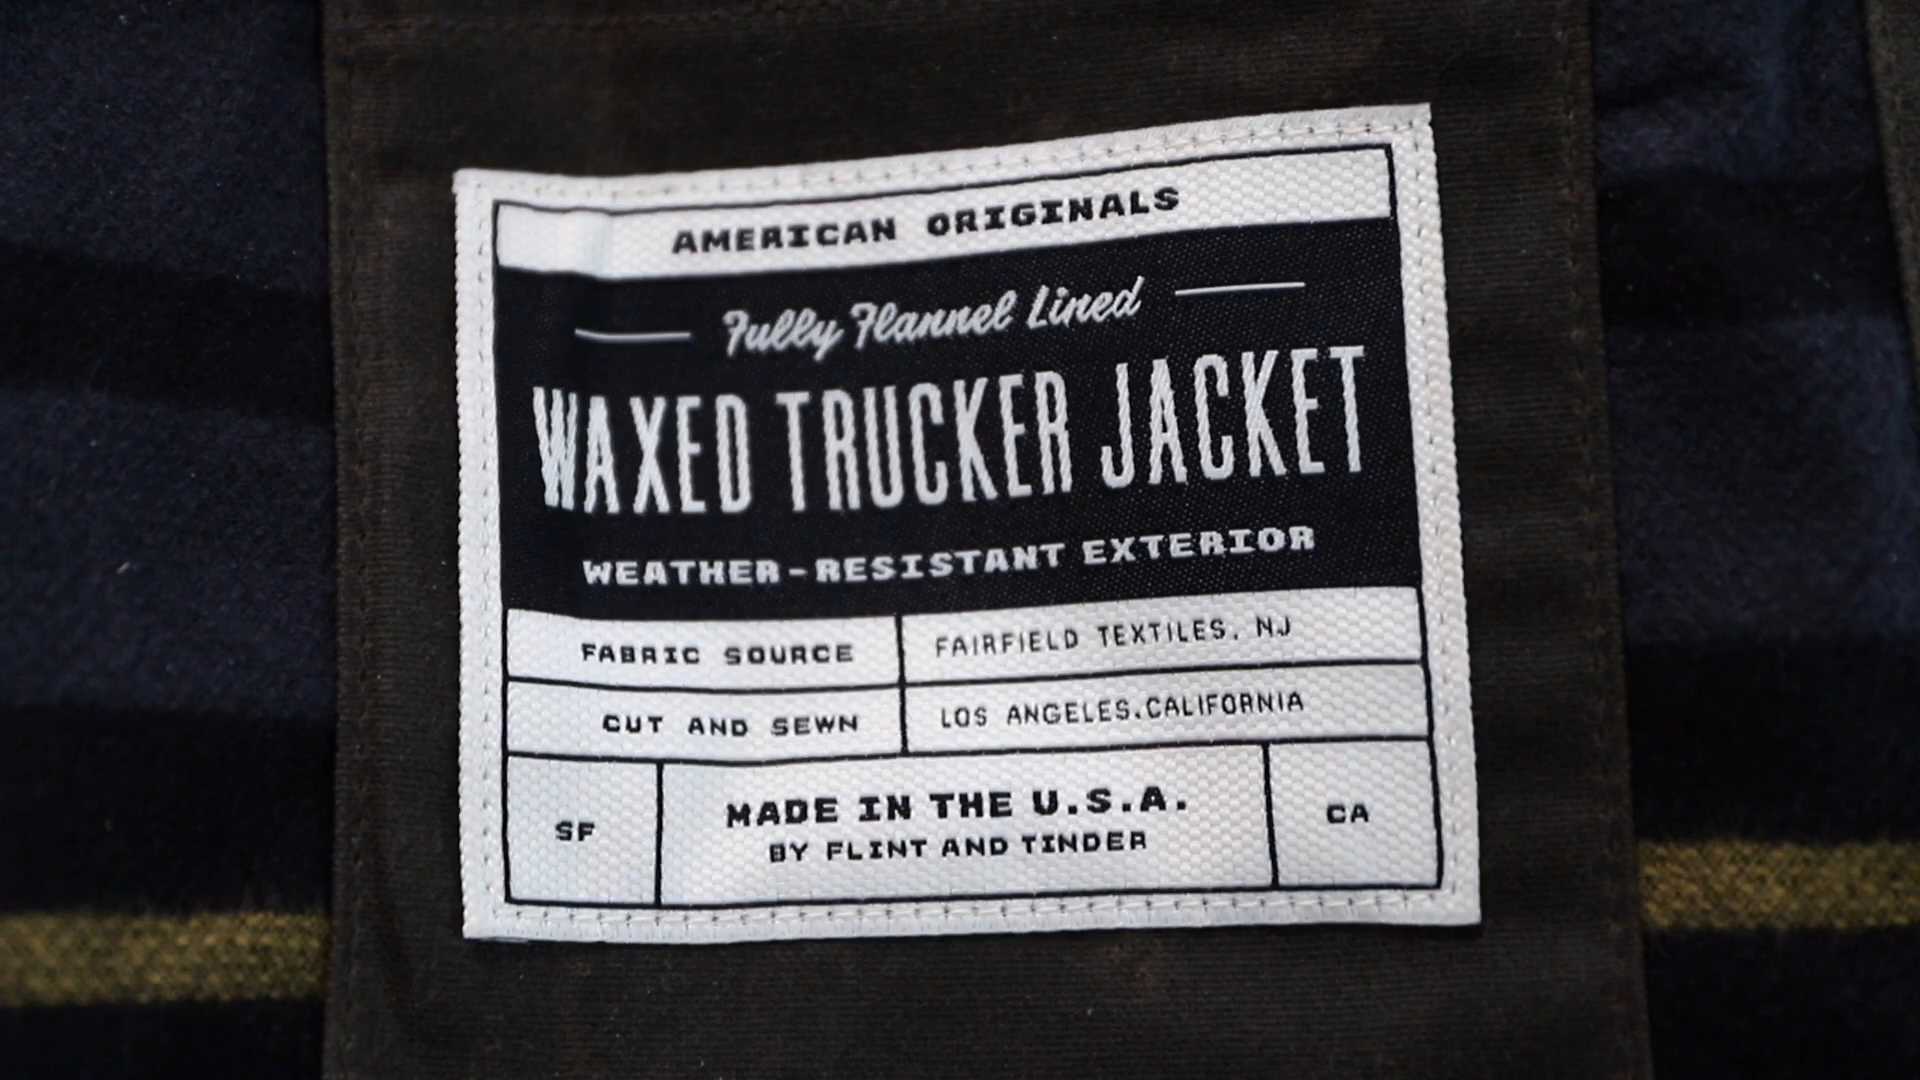 AMERICAN ORIGINALS
Fully Flannel Lined
WAXED TRUCKER JACKET
WEATHER-RESISTANT EXTERIOR
FABRIC SOURCE FAIRFIELD TEXTILES, NJ
CUT AND SEWN LOS ANGELES, CALIFORNIA
SF MADE IN THE U.S.A. CA
BY FLINT AND TINDER